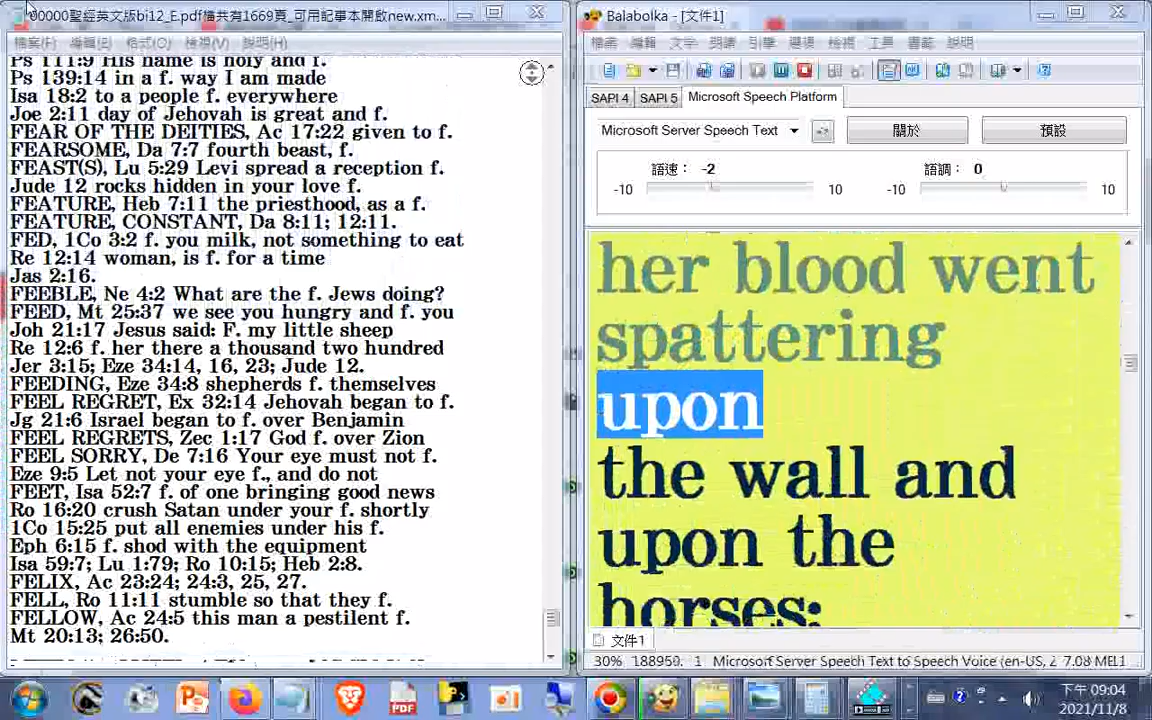 00000聖經英文版bi12_E.pdf檔共有1669頁_可用記事本開啟new.xm...
檔案(F) 編輯(E) 格式(O) 檢視(V) 說明(H)
Ps 111:9 His name is holy and f.
Ps 139:14 in a f. way I am made
Isa 18:2 to a people f. everywhere
Joe 2:11 day of Jehovah is great and f.
FEAR OF THE DEITIES, Ac 17:22 given to f.
FEARSOME, Da 7:7 fourth beast, f.
FEAST(S), Lu 5:29 Levi spread a reception f.
Jude 12 rocks hidden in your love f.
FEATURE, Heb 7:11 the priesthood, as a f.
FEATURE, CONSTANT, Da 8:11; 12:11.
FED, 1Co 3:2 f. you milk, not something to eat
Re 12:14 woman, is f. for a time
Jas 2:16.
FEEBLE, Ne 4:2 What are the f. Jews doing?
FEED, Mt 25:37 we see you hungry and f. you
Joh 21:17 Jesus said: F. my little sheep
Re 12:6 f. her there a thousand two hundred
Jer 3:15; Eze 34:14, 16, 23; Jude 12.
FEEDING, Eze 34:8 shepherds f. themselves
FEEL REGRET, Ex 32:14 Jehovah began to f.
Jg 21:6 Israel began to f. over Benjamin
FEEL REGRETS, Zec 1:17 God f. over Zion
FEEL SORRY, De 7:16 Your eye must not f.
Eze 9:5 Let not your eye f., and do not
FEET, Isa 52:7 f. of one bringing good news
Ro 16:20 crush Satan under your f. shortly
1Co 15:25 put all enemies under his f.
Eph 6:15 f. shod with the equipment
Isa 59:7; Lu 1:79; Ro 10:15; Heb 2:8.
FELIX, Ac 23:24; 24:3, 25, 27.
FELL, Ro 11:11 stumble so that they f.
FELLOW, Ac 24:5 this man a pestilent f.
Mt 20:13; 26:50.
Balabolka - [文件1]
檔案 編輯 文字 朗讀 引擎 選項 檢視 工具 書籤 說明
SAPI 4 SAPI 5 Microsoft Speech Platform
Microsoft Server Speech Text 關於 預設
語速： -2 語調： 0
-10 10 -10 10
her blood went
spattering
upon
the wall and
upon the
horses;
文件1
30% 188950, 1 Microsoft Server Speech Text to Speech Voice (en-US, 7.08 MEL1
PDF
下午 09:04
2021/11/8